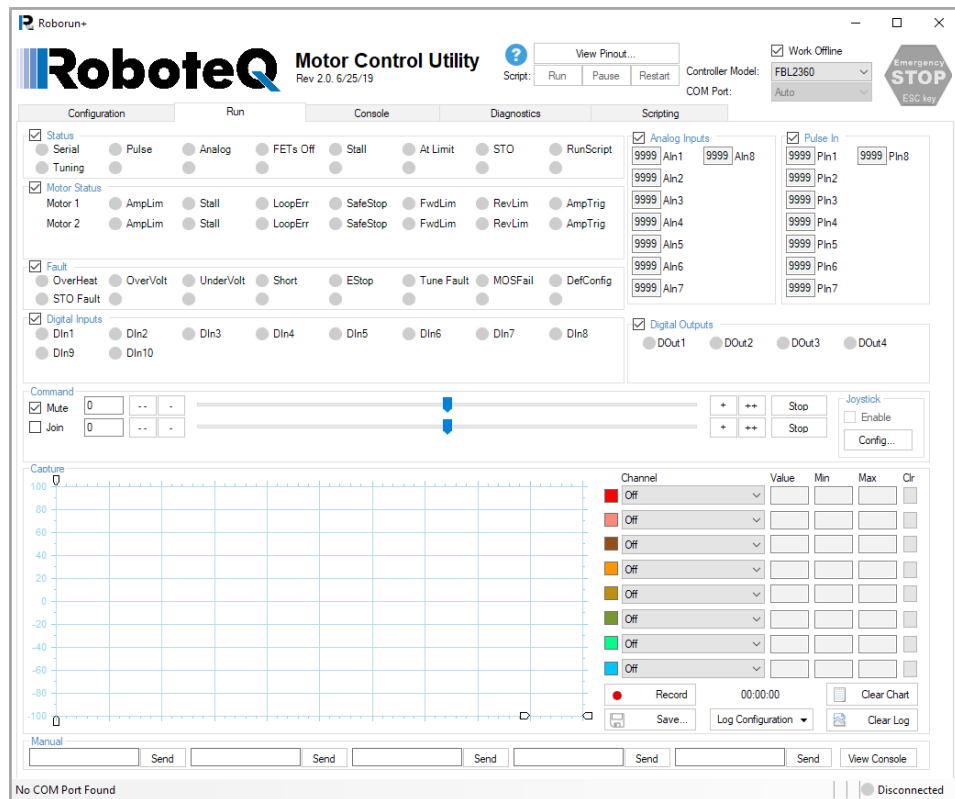 Roborun+
RoboteQ
Motor Control Utility
Rev 2.0. 6/25/19
?
View Pinout...
Script: Run Pause Restart
Work Offline
Controller Model: FBL2360
COM Port: Auto
Emergency
STOP
ESC key
Configuration Run Console Diagnostics Scripting
Status
Serial Pulse Analog FETs Off Stall At Limit STO RunScript
Tuning
Motor Status
Motor 1 AmpLim Stall LoopErr SafeStop FwdLim RevLim AmpTrig
Motor 2 AmpLim Stall LoopErr SafeStop FwdLim RevLim AmpTrig
Fault
OverHeat OverVolt UnderVolt Short EStop Tune Fault MOSFail DefConfig
STO Fault
Digital Inputs
DIn1 DIn2 DIn3 DIn4 DIn5 DIn6 DIn7 DIn8
DIn9 DIn10
Analog Inputs
9999 AIn1 9999 AIn8
9999 AIn2
9999 AIn3
9999 AIn4
9999 AIn5
9999 AIn6
9999 AIn7
Pulse In
9999 PIn1 9999 PIn8
9999 PIn2
9999 PIn3
9999 PIn4
9999 PIn5
9999 PIn6
9999 PIn7
Digital Outputs
DOut1 DOut2 DOut3 DOut4
Command
Mute 0 -- - + ++ Stop
Join 0 -- - + ++ Stop
Joystick
Enable
Config...
Capture
100
80
60
40
20
0
-20
-40
-60
-80
-100
Channel Value Min Max Clr
Off
Off
Off
Off
Off
Off
Off
Off
Record 00:00:00 Clear Chart
Save... Log Configuration Clear Log
Manual
Send Send Send Send Send View Console
No COM Port Found Disconnected